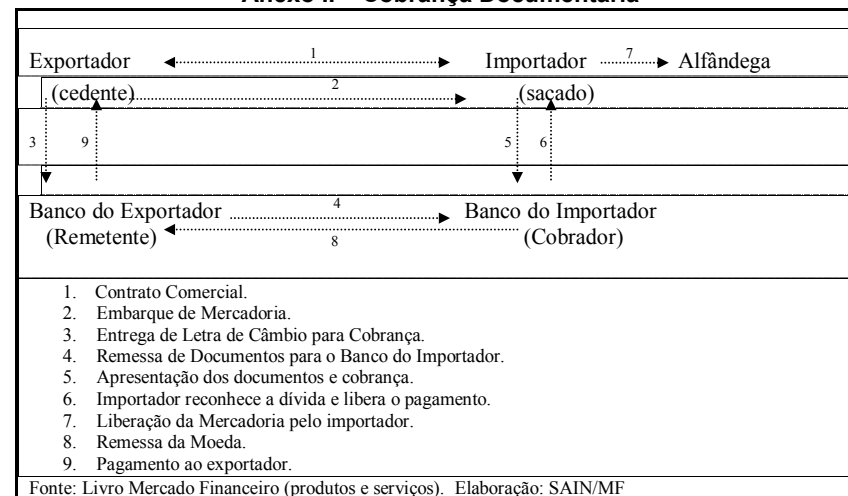 Anexo II – Cobrança Documentária
Exportador 1 Importador 7 Alfândega
(cedente) 2 (sacado)
3 9 5 6
Banco do Exportador 4 Banco do Importador
(Remetente) 8 (Cobrador)
1. Contrato Comercial.
2. Embarque de Mercadoria.
3. Entrega de Letra de Câmbio para Cobrança.
4. Remessa de Documentos para o Banco do Importador.
5. Apresentação dos documentos e cobrança.
6. Importador reconhece a dívida e libera o pagamento.
7. Liberação da Mercadoria pelo importador.
8. Remessa da Moeda.
9. Pagamento ao exportador.
Fonte: Livro Mercado Financeiro (produtos e serviços). Elaboração: SAIN/MF